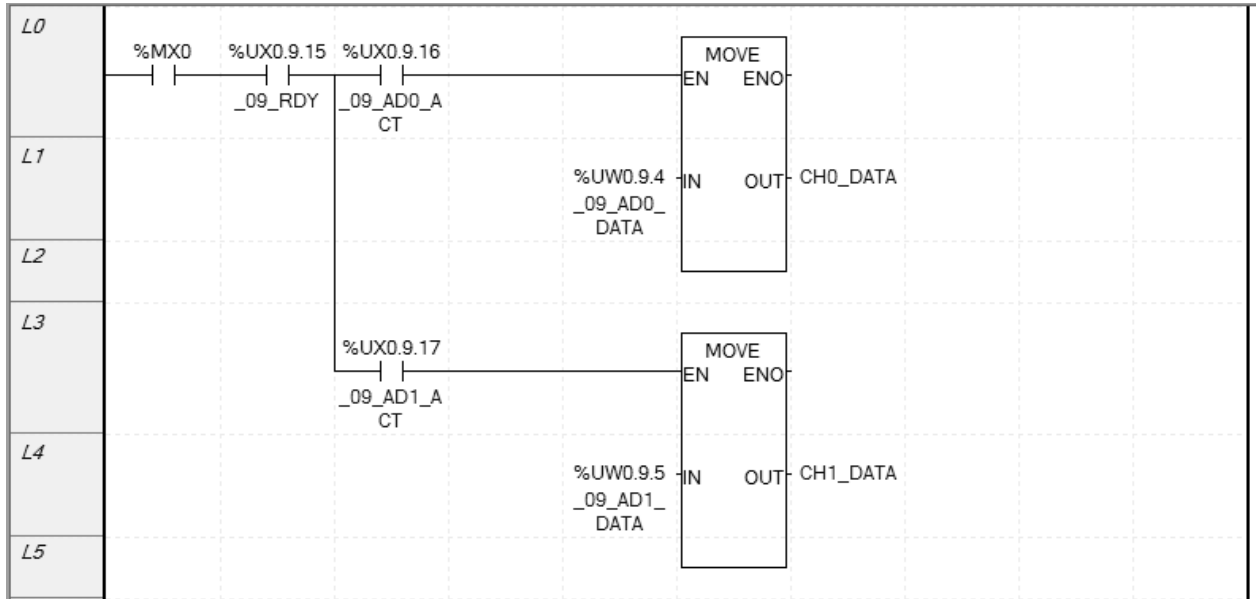 L0
%MX0 %UX0.9.15 %UX0.9.16 MOVE
EN ENO
_09_RDY _09_AD0_A
CT
L1
%UW0.9.4 IN OUT CH0_DATA
_09_AD0_
DATA
L2
L3
%UX0.9.17 MOVE
EN ENO
_09_AD1_A
CT
L4
%UW0.9.5 IN OUT CH1_DATA
_09_AD1_
DATA
L5